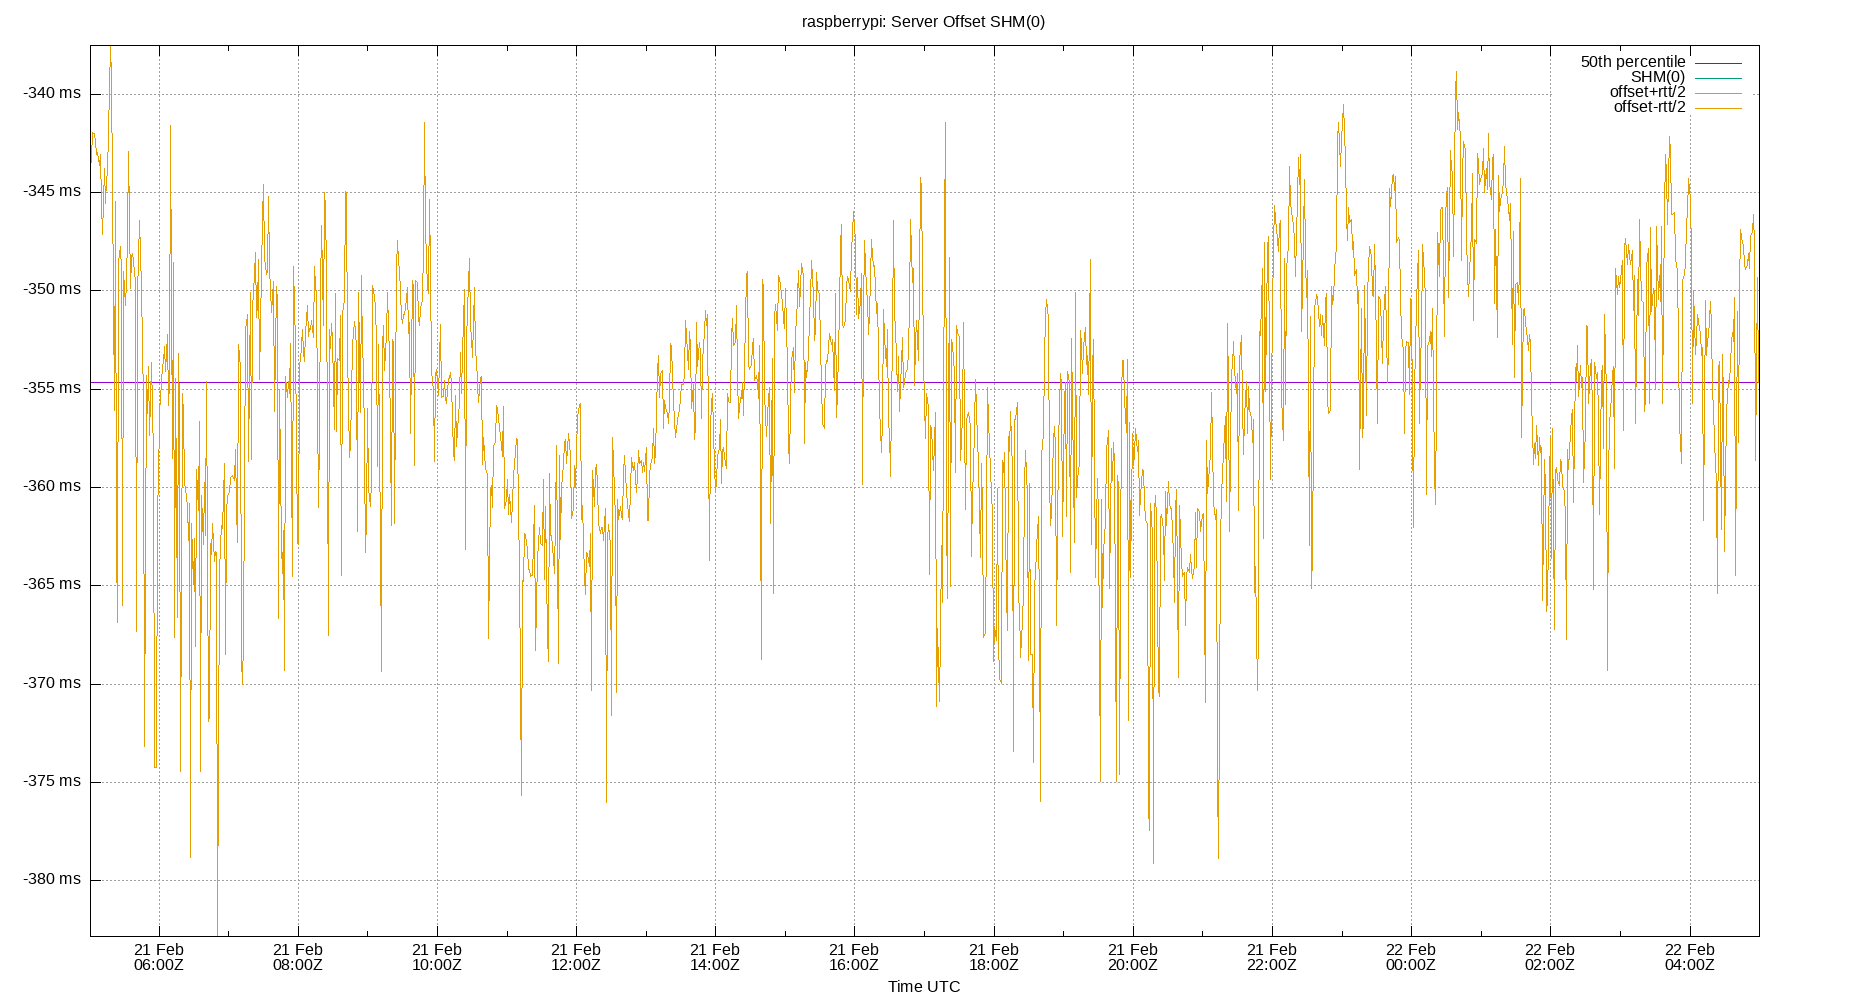 raspberrypi: Server Offset SHM(0)
50th percentile
SHM(0)
offset+rtt/2
offset-rtt/2
-340 ms
-345 ms
-350 ms
-355 ms
-360 ms
-365 ms
-370 ms
-375 ms
-380 ms
21 Feb 21 Feb 21 Feb 21 Feb 21 Feb 21 Feb 21 Feb 21 Feb 21 Feb 22 Feb 22 Feb 22 Feb
06:00Z 08:00Z 10:00Z 12:00Z 14:00Z 16:00Z 18:00Z 20:00Z 22:00Z 00:00Z 02:00Z 04:00Z
Time UTC